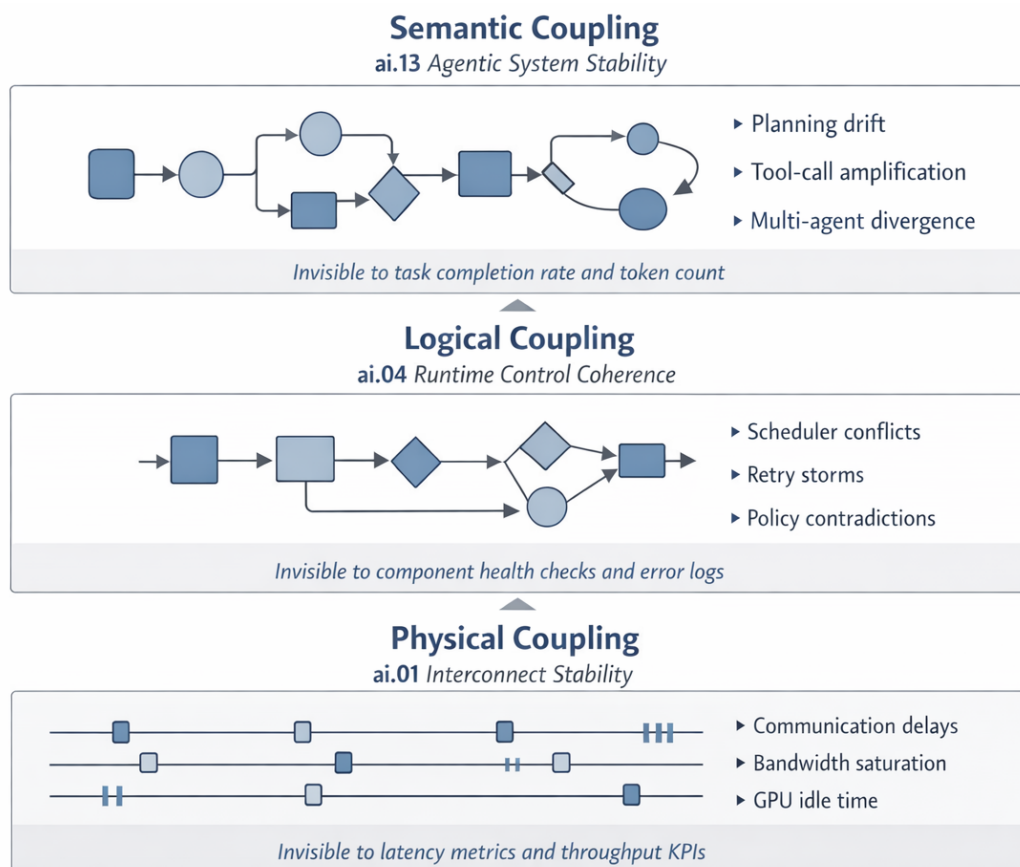 Semantic Coupling
ai.13 Agentic System Stability
▸ Planning drift
▸ Tool-call amplification
▸ Multi-agent divergence
Invisible to task completion rate and token count
Logical Coupling
ai.04 Runtime Control Coherence
▸ Scheduler conflicts
▸ Retry storms
▸ Policy contradictions
Invisible to component health checks and error logs
Physical Coupling
ai.01 Interconnect Stability
▸ Communication delays
▸ Bandwidth saturation
▸ GPU idle time
Invisible to latency metrics and throughput KPIs